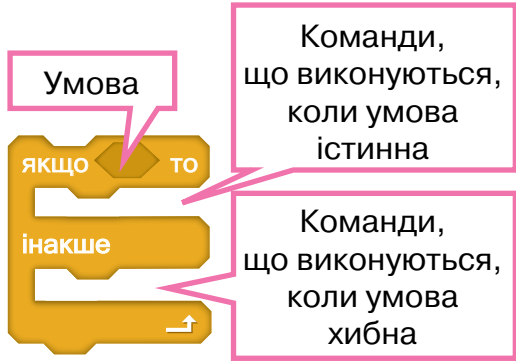 Умова
Команди,
що виконуються,
коли умова
істинна
якщо то
інакше
Команди,
що виконуються,
коли умова
хибна